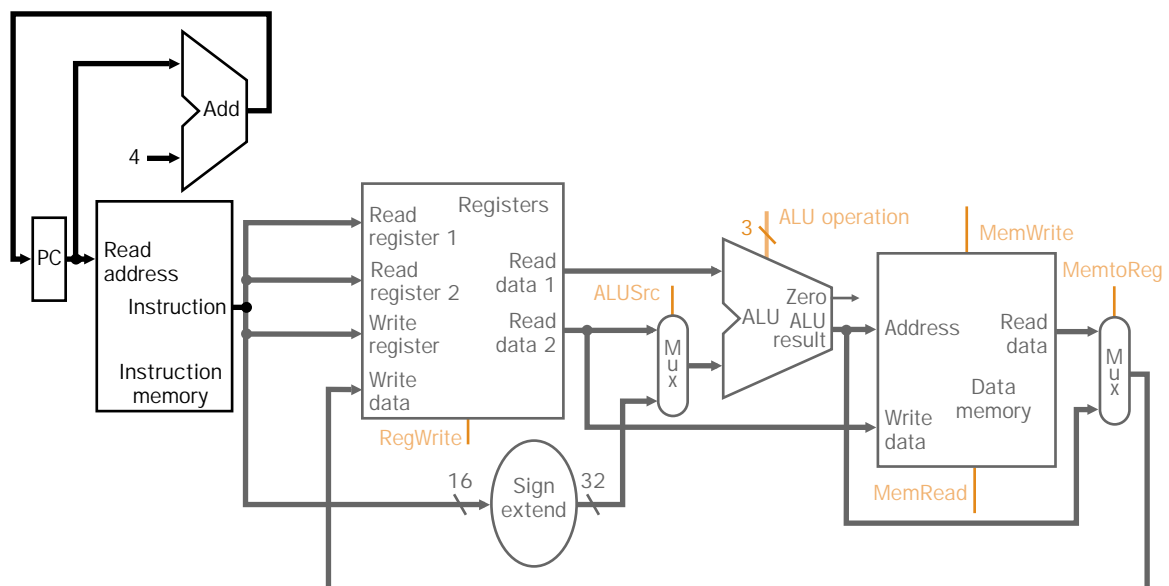 Add
4
PC
Read
address
Instruction
Instruction
memory
Registers
Read
register 1
Read
register 2
Write
register
Write
data
Read
data 1
Read
data 2
RegWrite
16
Sign
extend
32
ALUSrc
M
u
x
3
ALU operation
Zero
ALU
ALU
result
MemWrite
Address
Read
data
Data
memory
Write
data
MemRead
MemtoReg
M
u
x